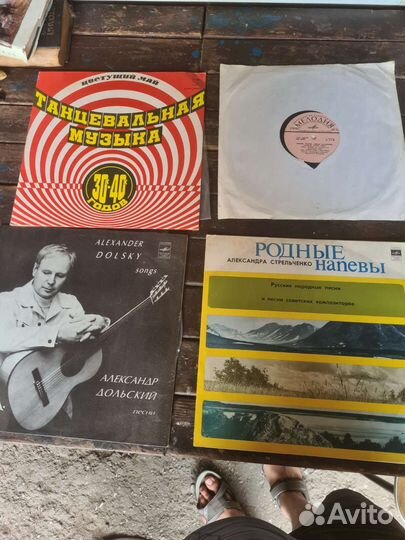 Цветущий май
ТАНЦЕВАЛЬНАЯ
МУЗЫКА
30-40
ГОДОВ
МЕЛОДИЯ
ALEXANDER
DOLSKY
songs
АЛЕКСАНДР
ДОЛЬСКИЙ
песни
РОДНЫЕ
АЛЕКСАНДРА СТРЕЛЬЧЕНКО
напевы
Русские народные песни
и песни советских композиторов
Avito